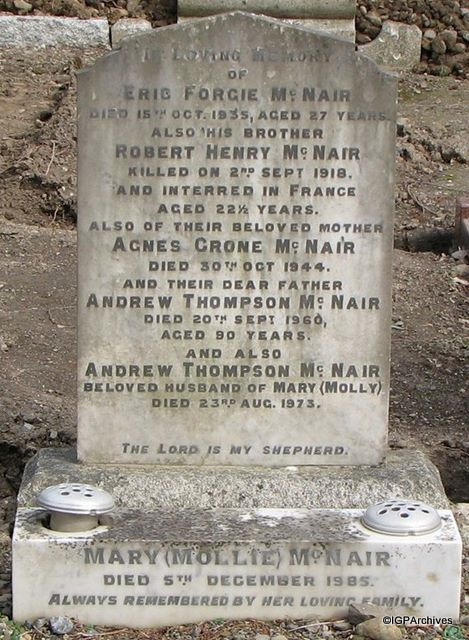 IN LOVING MEMORY
OF
ERIC FORGIE McNAIR
DIED 15TH OCT. 1935, AGED 27 YEARS.
ALSO HIS BROTHER
ROBERT HENRY McNAIR
KILLED ON 2ND SEPT 1918.
AND INTERRED IN FRANCE
AGED 22½ YEARS.
ALSO OF THEIR BELOVED MOTHER
AGNES CRONE McNAIR
DIED 30TH OCT 1944.
AND THEIR DEAR FATHER
ANDREW THOMPSON McNAIR
DIED 20TH SEPT 1960,
AGED 90 YEARS.
AND ALSO
ANDREW THOMPSON McNAIR
BELOVED HUSBAND OF MARY (MOLLY)
DIED 23RD AUG. 1973.
THE LORD IS MY SHEPHERD.
MARY (MOLLIE) McNAIR
DIED 5TH DECEMBER 1985.
ALWAYS REMEMBERED BY HER LOVING FAMILY.
©IGPArchives